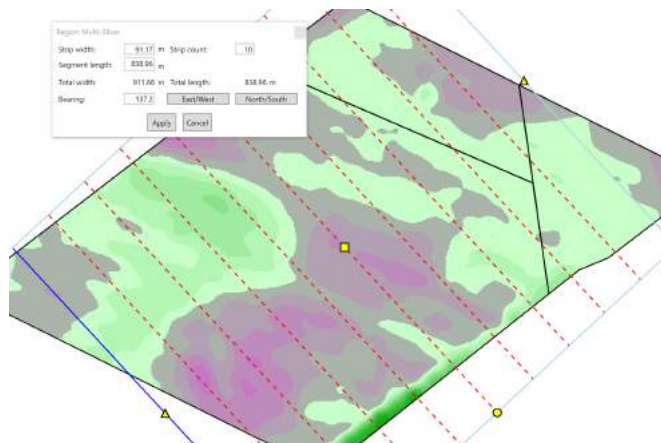 Region Multi-Slice
Strip width: 91.17 m Strip count: 10
Segment length: 838.96 m
Total width: 911.66 m Total length: 838.96 m
Bearing: 137.2 East/West North/South
Apply Cancel